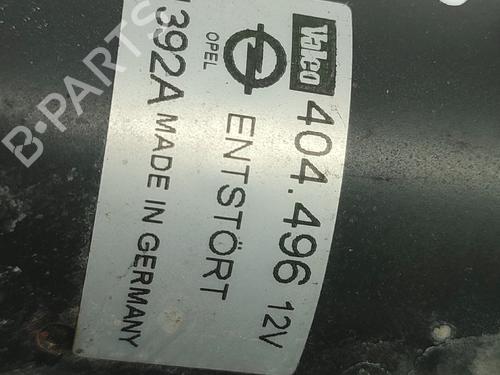 Valeo 404.496 12V
OPEL ENTSTÖRT
392A MADE IN GERMANY
B-PARTS